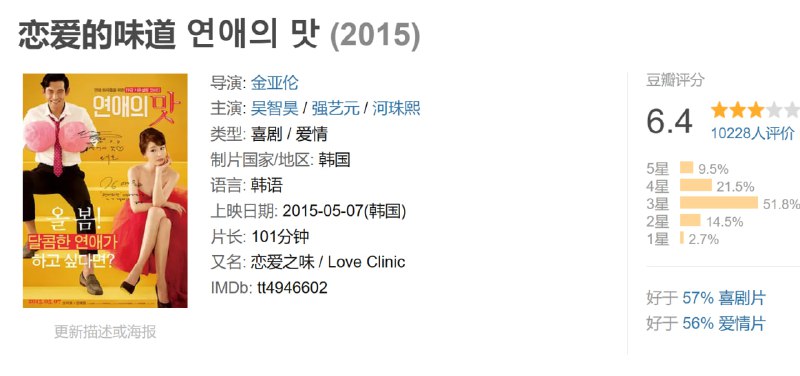 恋爱的味道 연애의 맛 (2015)
연애의 맛
올 봄!
달콤한 연애가
하고 싶다면?
更新描述或海报
导演: 金亚伦
主演: 吴智昊 / 强艺元 / 河珠熙
类型: 喜剧 / 爱情
制片国家/地区: 韩国
语言: 韩语
上映日期: 2015-05-07(韩国)
片长: 101分钟
又名: 恋爱之味 / Love Clinic
IMDb: tt4946602
豆瓣评分
6.4
10228人评价
5星 9.5%
4星 21.5%
3星 51.8%
2星 14.5%
1星 2.7%
好于 57% 喜剧片
好于 56% 爱情片